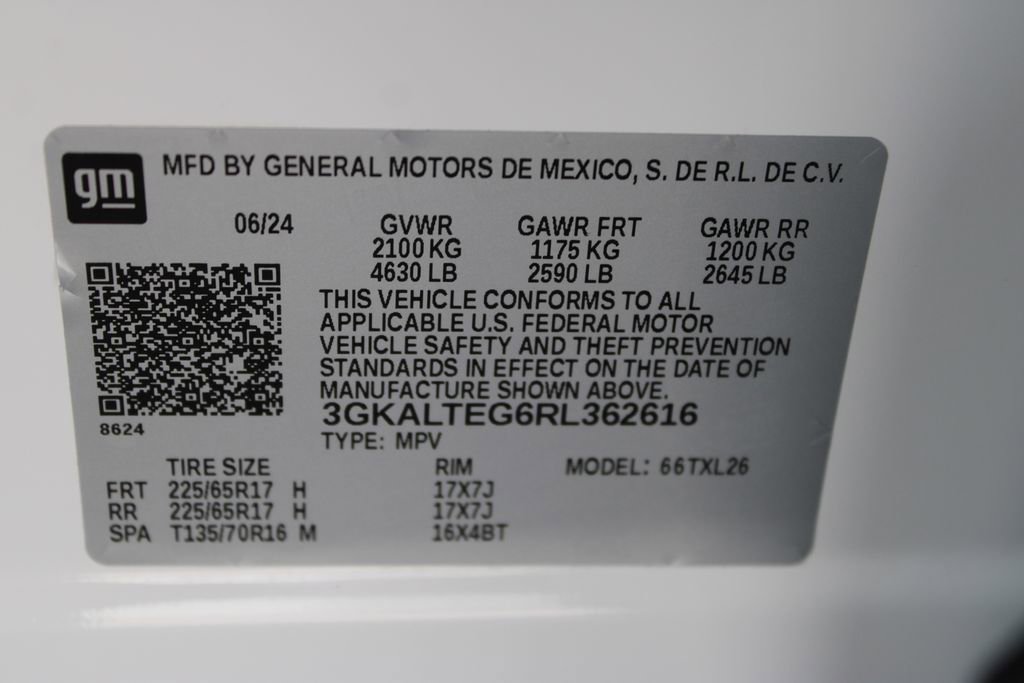 gm
MFD BY GENERAL MOTORS DE MEXICO, S. DE R.L. DE C.V.
06/24 GVWR GAWR FRT GAWR RR
2100 KG 1175 KG 1200 KG
4630 LB 2590 LB 2645 LB
THIS VEHICLE CONFORMS TO ALL
APPLICABLE U.S. FEDERAL MOTOR
VEHICLE SAFETY AND THEFT PREVENTION
STANDARDS IN EFFECT ON THE DATE OF
MANUFACTURE SHOWN ABOVE.
3GKALTEG6RL362616
8624
TYPE: MPV
TIRE SIZE RIM MODEL: 66TXL26
FRT 225/65R17 H 17X7J
RR 225/65R17 H 17X7J
SPA T135/70R16 M 16X4BT